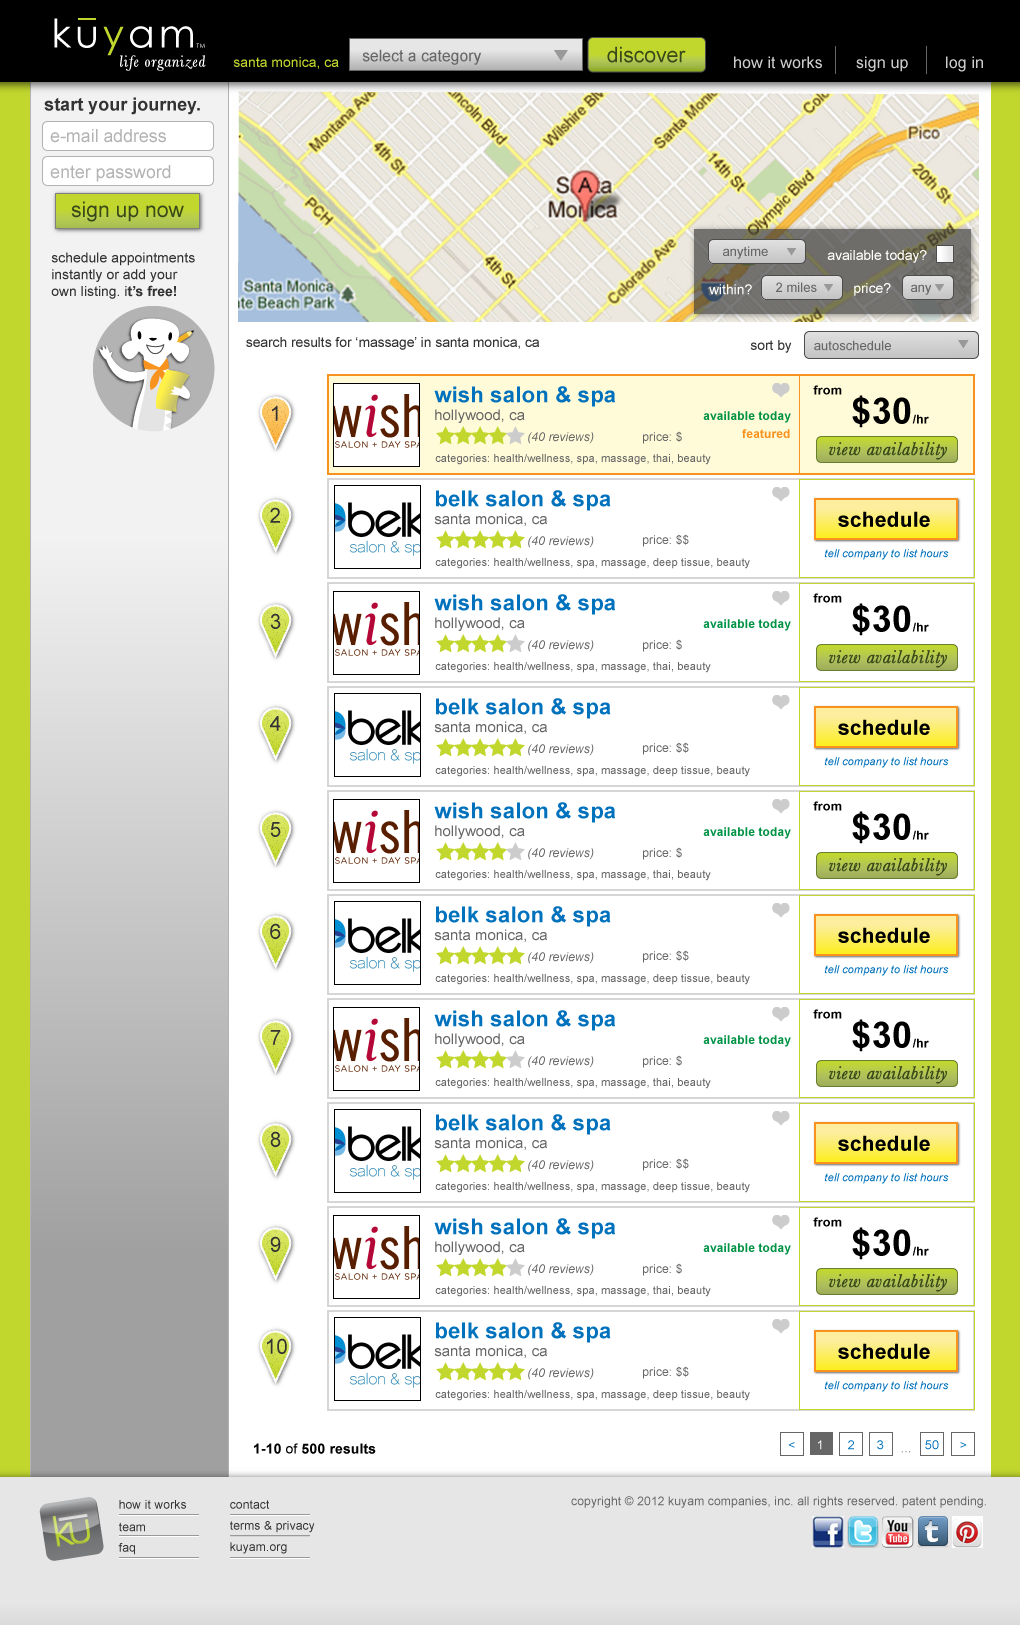 kūyam™
life organized
santa monica, ca
select a category
discover
how it works
sign up
log in
start your journey.
e-mail address
enter password
sign up now
schedule appointments
instantly or add your
own listing. it's free!
Montana Ave
Lincoln Blvd
Wilshire Blvd
Santa Moni
Colo
Pico
4th St
14th St
20th St
PCH
Santa
Monica
A
Olympic Blvd
4th St
Colorado Ave
Santa Monica
te Beach Park
Blvd
anytime
available today?
within?
2 miles
price?
any
search results for 'massage' in santa monica, ca
sort by
autoschedule
1
wish
SALON + DAY SPA
wish salon & spa
hollywood, ca
available today
(40 reviews)
price: $
featured
categories: health/wellness, spa, massage, thai, beauty
from
$30/hr
view availability
2
belk
salon & sp
belk salon & spa
santa monica, ca
(40 reviews)
price: $$
categories: health/wellness, spa, massage, deep tissue, beauty
schedule
tell company to list hours
3
wish
SALON + DAY SPA
wish salon & spa
hollywood, ca
available today
(40 reviews)
price: $
categories: health/wellness, spa, massage, thai, beauty
from
$30/hr
view availability
4
belk
salon & sp
belk salon & spa
santa monica, ca
(40 reviews)
price: $$
categories: health/wellness, spa, massage, deep tissue, beauty
schedule
tell company to list hours
5
wish
SALON + DAY SPA
wish salon & spa
hollywood, ca
available today
(40 reviews)
price: $
categories: health/wellness, spa, massage, thai, beauty
from
$30/hr
view availability
6
belk
salon & sp
belk salon & spa
santa monica, ca
(40 reviews)
price: $$
categories: health/wellness, spa, massage, deep tissue, beauty
schedule
tell company to list hours
7
wish
SALON + DAY SPA
wish salon & spa
hollywood, ca
available today
(40 reviews)
price: $
categories: health/wellness, spa, massage, thai, beauty
from
$30/hr
view availability
8
belk
salon & sp
belk salon & spa
santa monica, ca
(40 reviews)
price: $$
categories: health/wellness, spa, massage, deep tissue, beauty
schedule
tell company to list hours
9
wish
SALON + DAY SPA
wish salon & spa
hollywood, ca
available today
(40 reviews)
price: $
categories: health/wellness, spa, massage, thai, beauty
from
$30/hr
view availability
10
belk
salon & sp
belk salon & spa
santa monica, ca
(40 reviews)
price: $$
categories: health/wellness, spa, massage, deep tissue, beauty
schedule
tell company to list hours
1-10 of 500 results
< 1 2 3 ... 50 >
kū
how it works
team
faq
contact
terms & privacy
kuyam.org
copyright © 2012 kuyam companies, inc. all rights reserved. patent pending.
f
t
You
Tube
t
p